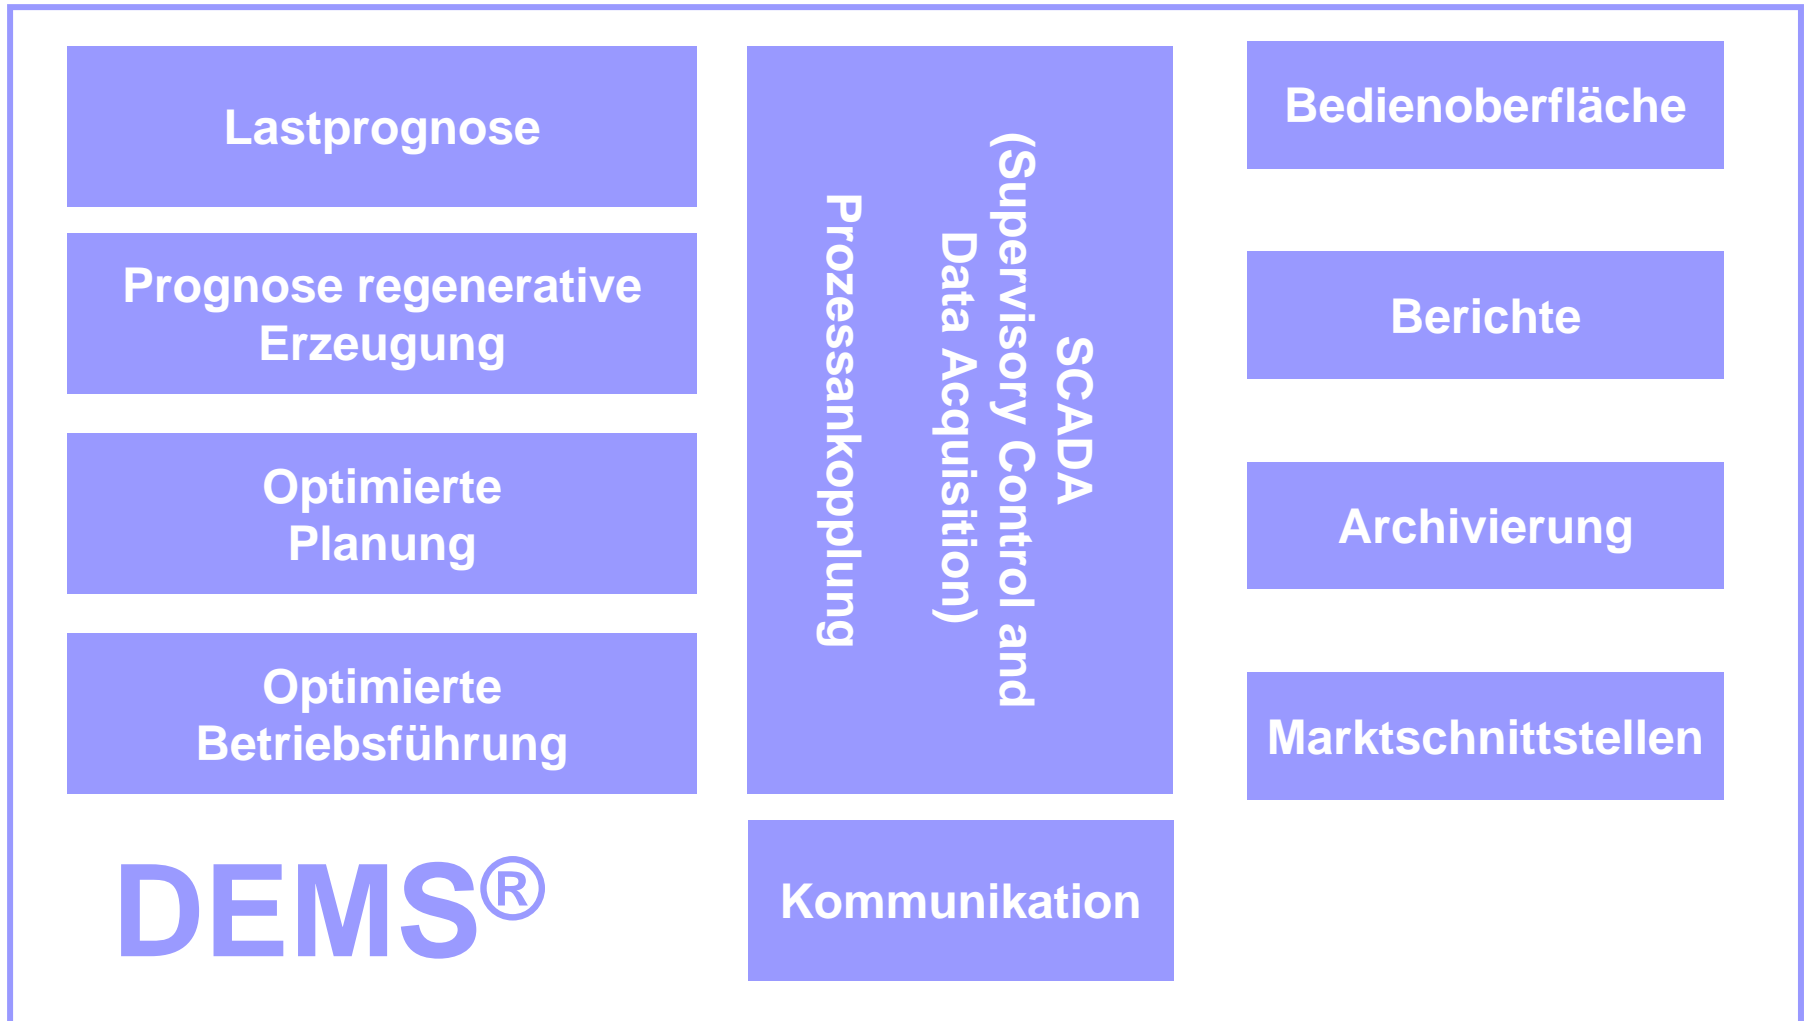 Lastprognose
Prognose regenerative
Erzeugung
Optimierte
Planung
Optimierte
Betriebsführung
DEMS®
SCADA
(Supervisory Control and
Data Acquisition)
Prozessankopplung
Kommunikation
Bedienoberfläche
Berichte
Archivierung
Marktschnittstellen